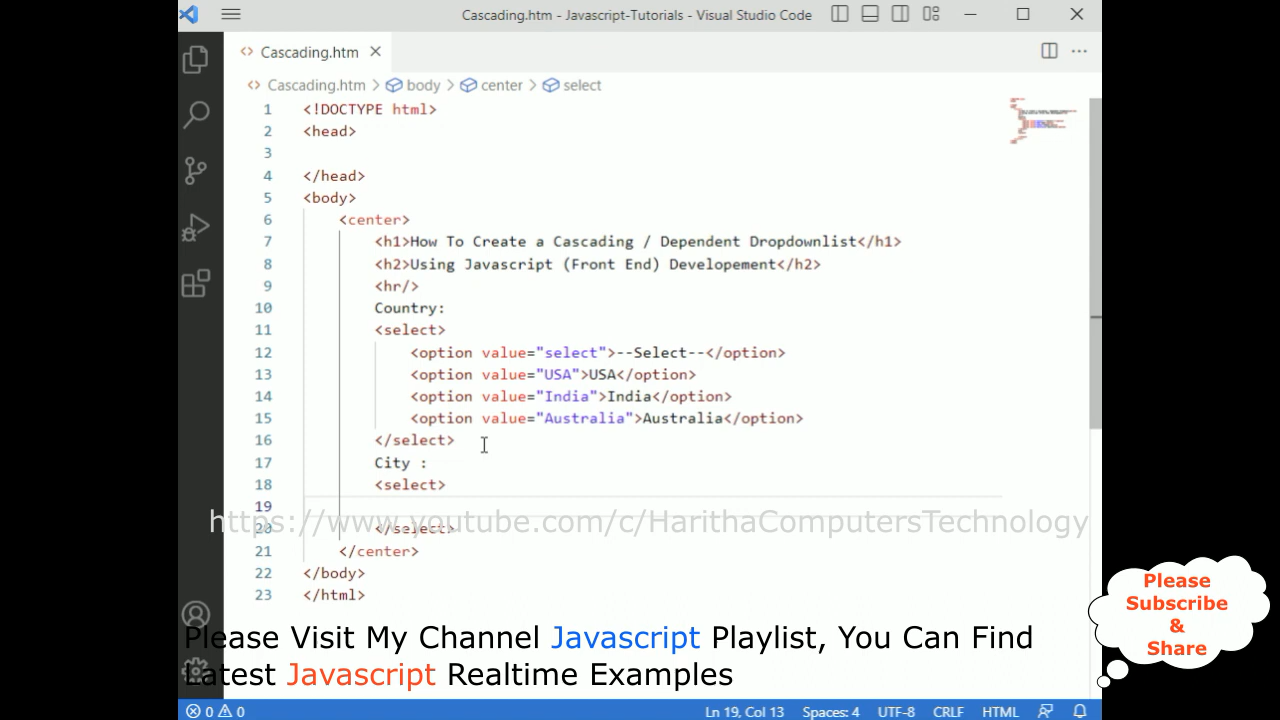 Cascading.htm - Javascript-Tutorials - Visual Studio Code
Cascading.htm
Cascading.htm > body > center > select
1 <!DOCTYPE html>
2 <head>
3
4 </head>
5 <body>
6 <center>
7 <h1>How To Create a Cascading / Dependent Dropdownlist</h1>
8 <h2>Using Javascript (Front End) Developement</h2>
9 <hr/>
10 Country:
11 <select>
12 <option value="select">--Select--</option>
13 <option value="USA">USA</option>
14 <option value="India">India</option>
15 <option value="Australia">Australia</option>
16 </select>
17 City :
18 <select>
19
https://www.youtube.com/c/HarithaComputersTechnology
20 </select>
21 </center>
22 </body>
23 </html>
Please
Subscribe
&
Share
Please Visit My Channel Javascript Playlist, You Can Find
Latest Javascript Realtime Examples
0 0 Ln 19, Col 13 Spaces: 4 UTF-8 CRLF HTML